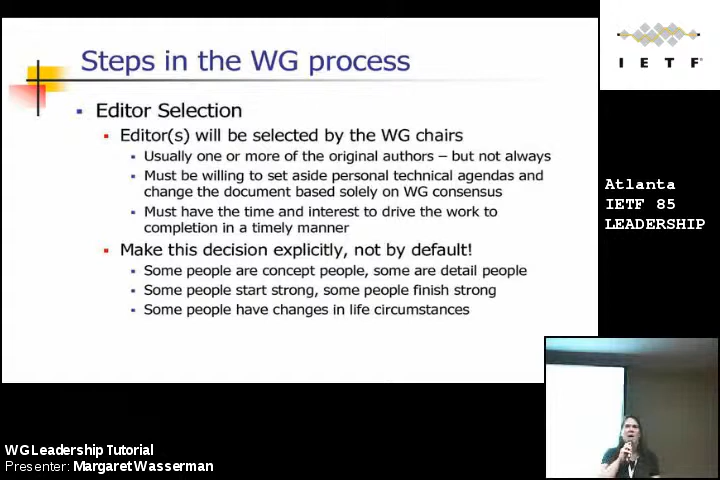 Steps in the WG process
Editor Selection
Editor(s) will be selected by the WG chairs
Usually one or more of the original authors – but not always
Must be willing to set aside personal technical agendas and
change the document based solely on WG consensus
Must have the time and interest to drive the work to
completion in a timely manner
Make this decision explicitly, not by default!
Some people are concept people, some are detail people
Some people start strong, some people finish strong
Some people have changes in life circumstances
I E T F®
Atlanta
IETF 85
LEADERSHIP
WG Leadership Tutorial
Presenter: Margaret Wasserman